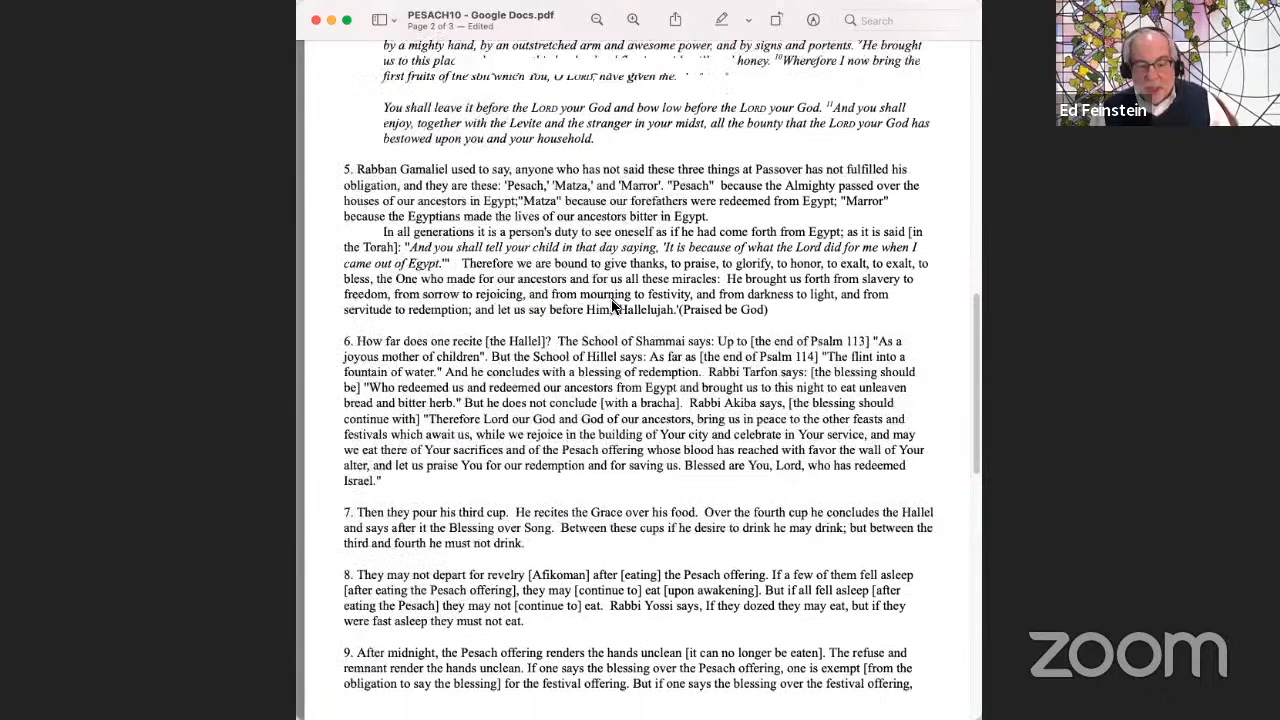 PESACH10 - Google Docs.pdf
Page 2 of 3 — Edited
Search
by a mighty hand, by an outstretched arm and awesome power, and by signs and portents. 9He brought
us to this honey. 10Wherefore I now bring the
first fruits of the soil which You, O LORD, have given me.
You shall leave it before the LORD your God and bow low before the LORD your God. 11And you shall
enjoy, together with the Levite and the stranger in your midst, all the bounty that the LORD your God has
bestowed upon you and your household.
5. Rabban Gamaliel used to say, anyone who has not said these three things at Passover has not fulfilled his
obligation, and they are these: 'Pesach,' 'Matza,' and 'Marror'. "Pesach" because the Almighty passed over the
houses of our ancestors in Egypt;"Matza" because our forefathers were redeemed from Egypt; "Marror"
because the Egyptians made the lives of our ancestors bitter in Egypt.
In all generations it is a person's duty to see oneself as if he had come forth from Egypt; as it is said [in
the Torah]: "And you shall tell your child in that day saying, 'It is because of what the Lord did for me when I
came out of Egypt.'" Therefore we are bound to give thanks, to praise, to glorify, to honor, to exalt, to exalt, to
bless, the One who made for our ancestors and for us all these miracles: He brought us forth from slavery to
freedom, from sorrow to rejoicing, and from mourning to festivity, and from darkness to light, and from
servitude to redemption; and let us say before Him, Hallelujah.'(Praised be God)
6. How far does one recite [the Hallel]? The School of Shammai says: Up to [the end of Psalm 113] "As a
joyous mother of children". But the School of Hillel says: As far as [the end of Psalm 114] "The flint into a
fountain of water." And he concludes with a blessing of redemption. Rabbi Tarfon says: [the blessing should
be] "Who redeemed us and redeemed our ancestors from Egypt and brought us to this night to eat unleaven
bread and bitter herb." But he does not conclude [with a bracha]. Rabbi Akiba says, [the blessing should
continue with] "Therefore Lord our God and God of our ancestors, bring us in peace to the other feasts and
festivals which await us, while we rejoice in the building of Your city and celebrate in Your service, and may
we eat there of Your sacrifices and of the Pesach offering whose blood has reached with favor the wall of Your
alter, and let us praise You for our redemption and for saving us. Blessed are You, Lord, who has redeemed
Israel."
7. Then they pour his third cup. He recites the Grace over his food. Over the fourth cup he concludes the Hallel
and says after it the Blessing over Song. Between these cups if he desire to drink he may drink; but between the
third and fourth he must not drink.
8. They may not depart for revelry [Afikoman] after [eating] the Pesach offering. If a few of them fell asleep
[after eating the Pesach offering], they may [continue to] eat [upon awakening]. But if all fell asleep [after
eating the Pesach] they may not [continue to] eat. Rabbi Yossi says, If they dozed they may eat, but if they
were fast asleep they must not eat.
9. After midnight, the Pesach offering renders the hands unclean [it can no longer be eaten]. The refuse and
remnant render the hands unclean. If one says the blessing over the Pesach offering, one is exempt [from the
obligation to say the blessing] for the festival offering. But if one says the blessing over the festival offering,
Ed Feinstein
zoom